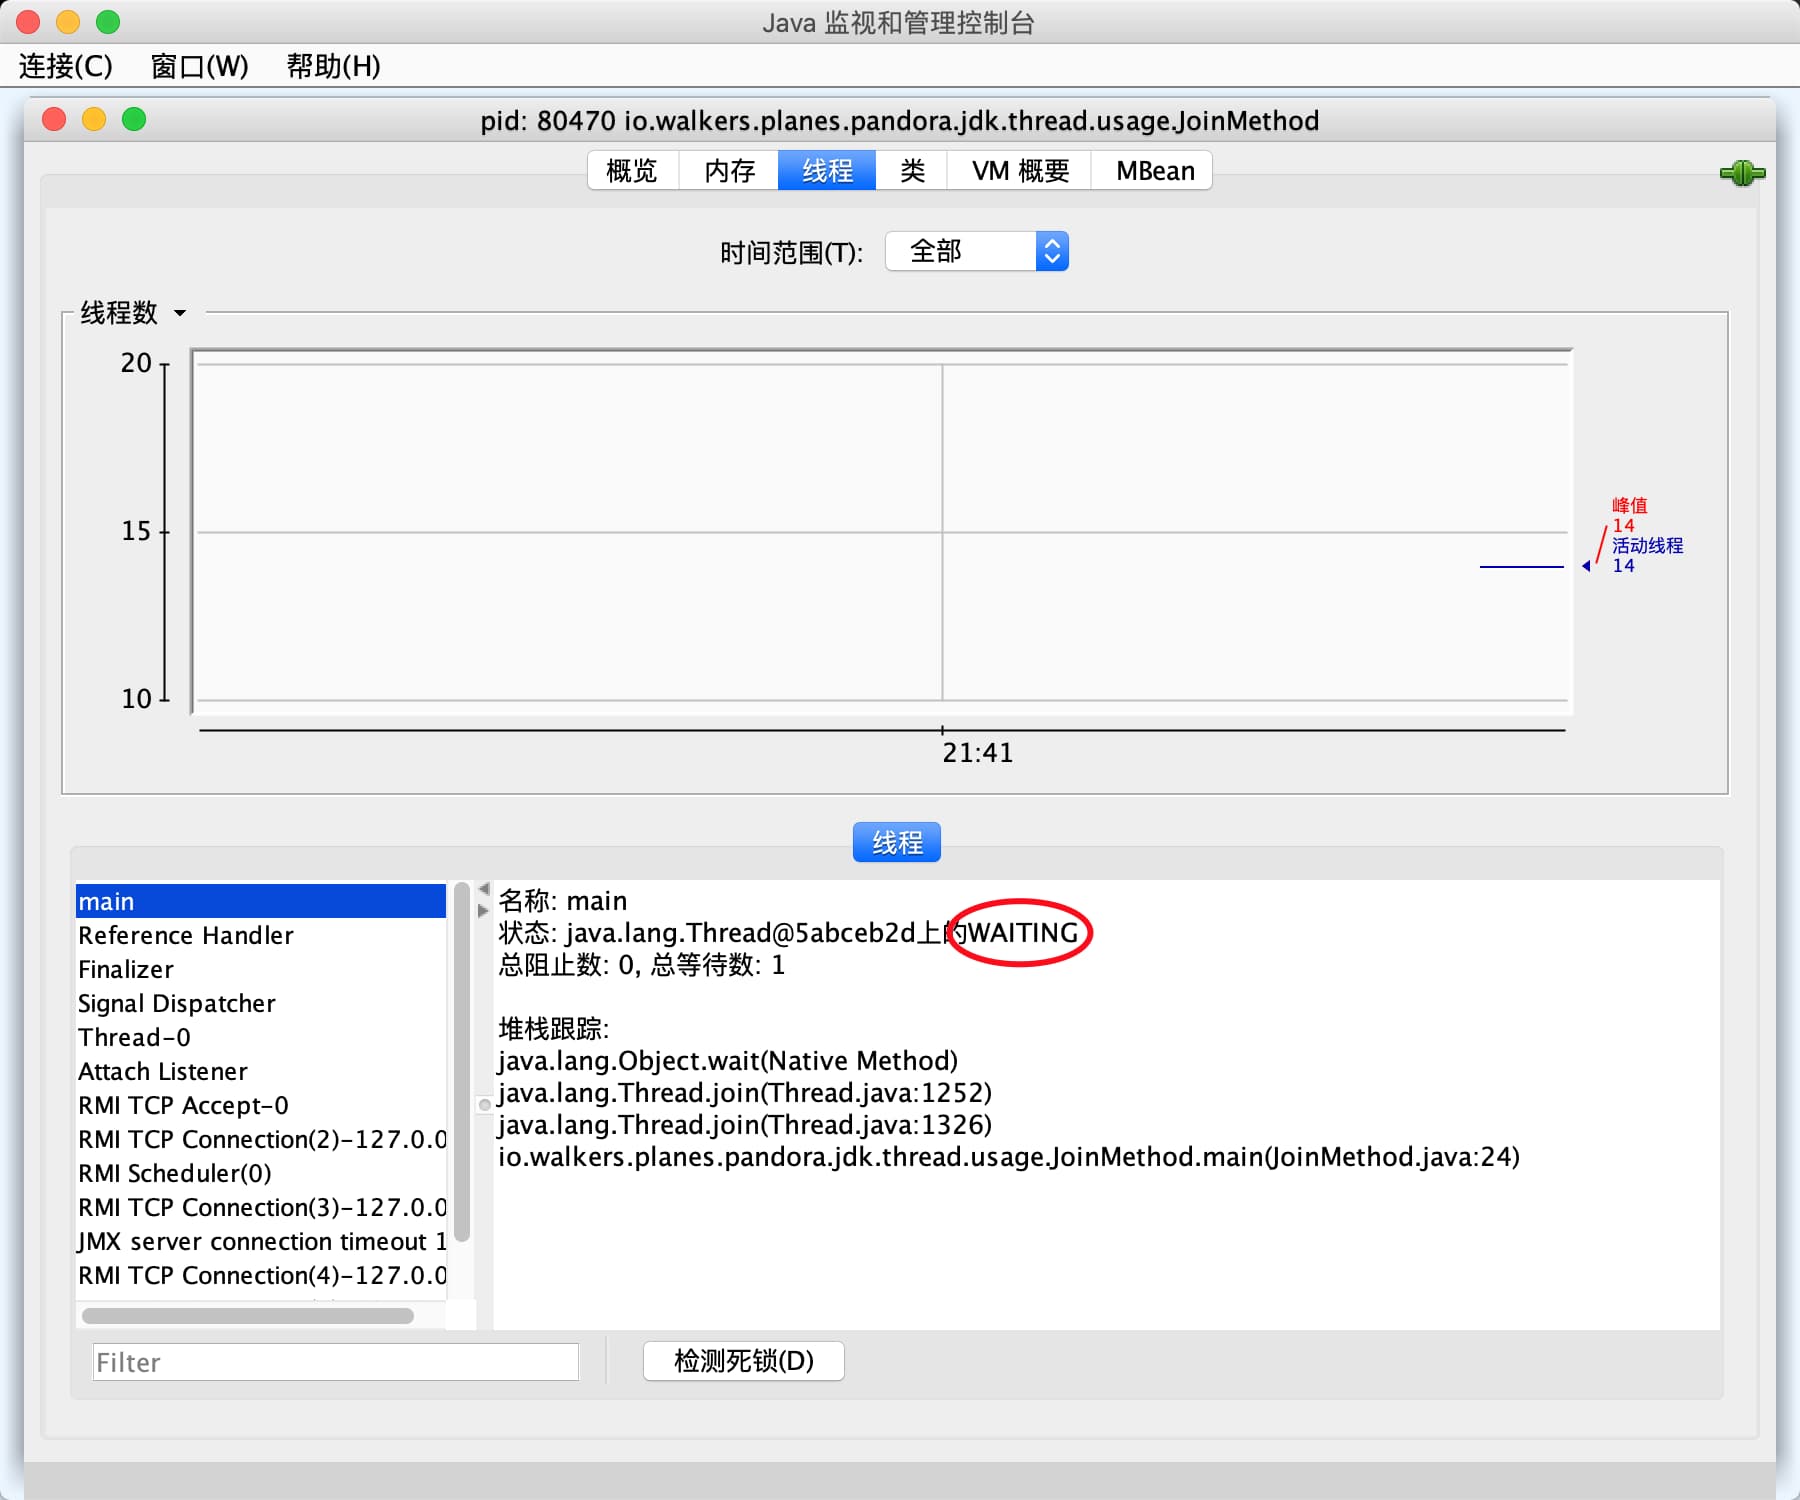 Java 监视和管理控制台
连接(C) 窗口(W) 帮助(H)
pid: 80470 io.walkers.planes.pandora.jdk.thread.usage.JoinMethod
概览 内存 线程 类 VM 概要 MBean
时间范围(T): 全部
线程数
20
15
10
峰值
14
活动线程
14
21:41
线程
main
Reference Handler
Finalizer
Signal Dispatcher
Thread-0
Attach Listener
RMI TCP Accept-0
RMI TCP Connection(2)-127.0.0
RMI Scheduler(0)
RMI TCP Connection(3)-127.0.0
JMX server connection timeout 1
RMI TCP Connection(4)-127.0.0
名称: main
状态: java.lang.Thread@5abceb2d上的WAITING
总阻止数: 0, 总等待数: 1
堆栈跟踪:
java.lang.Object.wait(Native Method)
java.lang.Thread.join(Thread.java:1252)
java.lang.Thread.join(Thread.java:1326)
io.walkers.planes.pandora.jdk.thread.usage.JoinMethod.main(JoinMethod.java:24)
Filter
检测死锁(D)